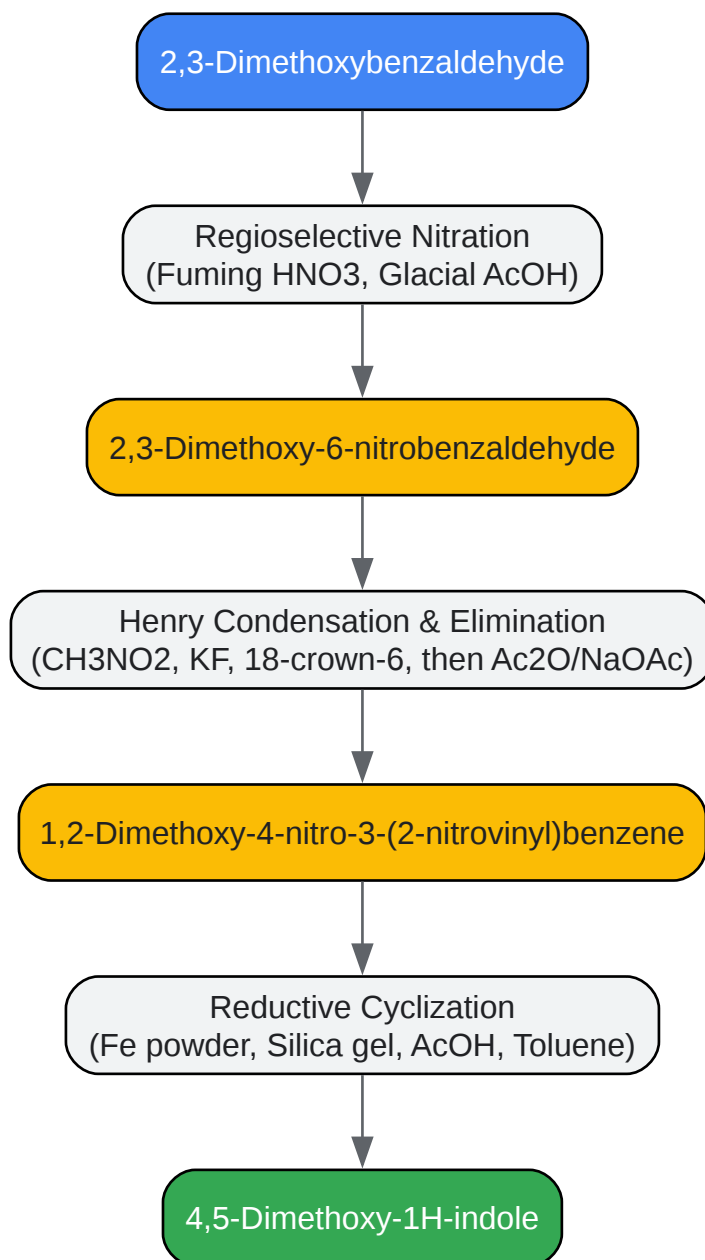 2,3-Dimethoxybenzaldehyde
Regioselective Nitration
(Fuming HNO3, Glacial AcOH)
2,3-Dimethoxy-6-nitrobenzaldehyde
Henry Condensation & Elimination
(CH3NO2, KF, 18-crown-6, then Ac2O/NaOAc)
1,2-Dimethoxy-4-nitro-3-(2-nitrovinyl)benzene
Reductive Cyclization
(Fe powder, Silica gel, AcOH, Toluene)
4,5-Dimethoxy-1H-indole